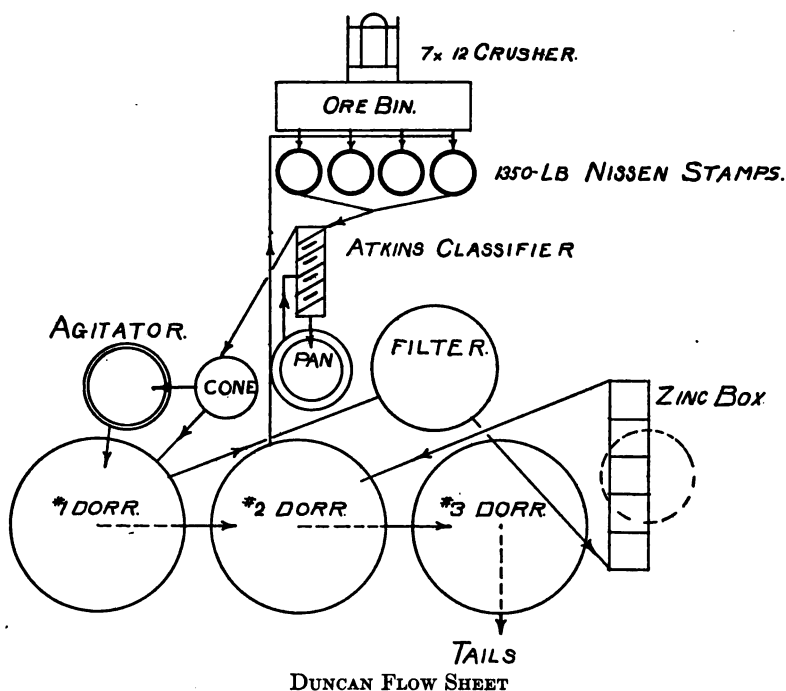 7x 12 CRUSHER.
ORE BIN.
1350-LB NISSEN STAMPS.
ATKINS CLASSIFIER
AGITATOR.
PAN
FILTER.
CONE
ZINC BOX
#1 DORR.
#2 DORR.
#3 DORR.
TAILS
DUNCAN FLOW SHEET